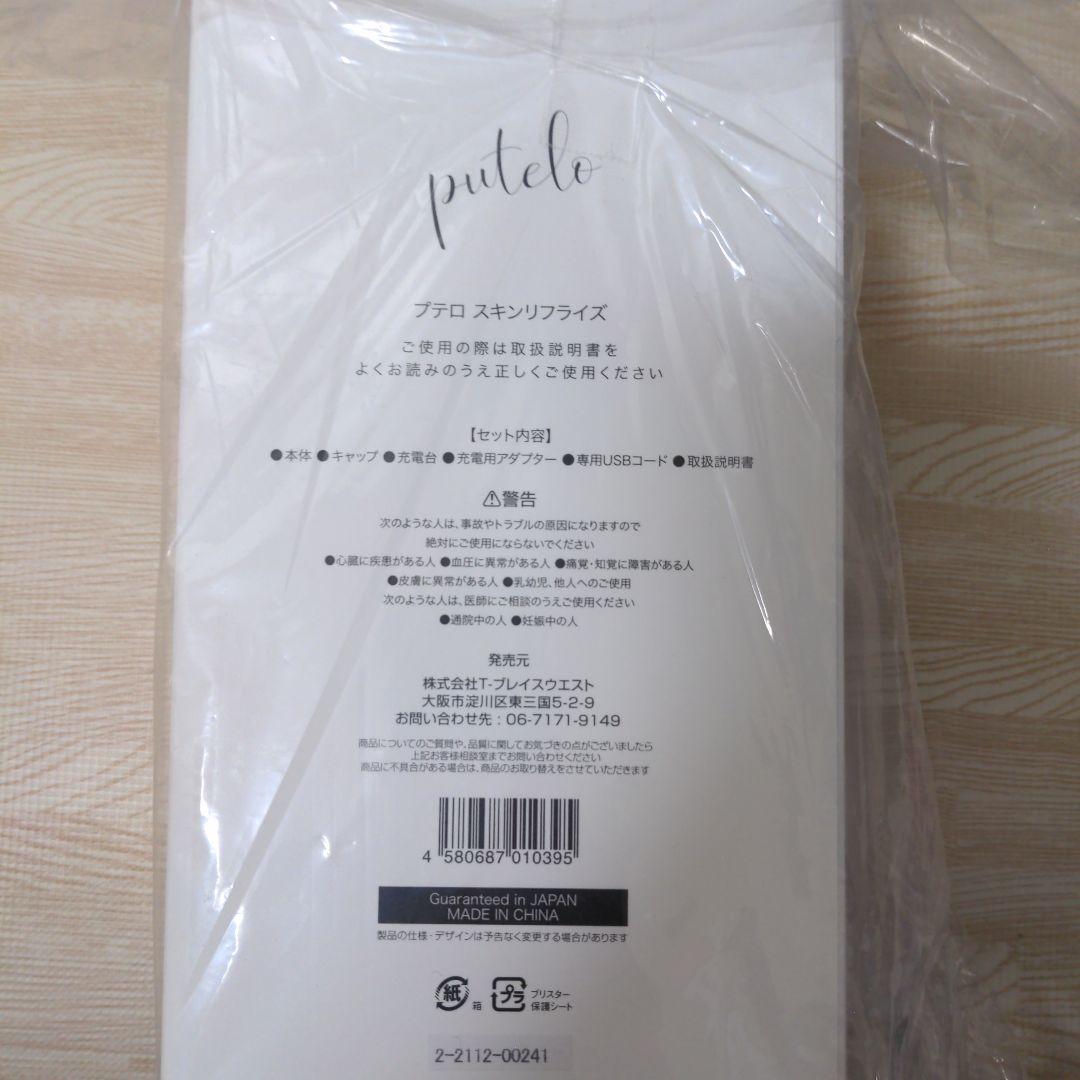 putelo
プテロ スキンリフライズ
ご使用の際は取扱説明書を
よくお読みのうえ正しくご使用ください
【セット内容】
●本体 ●キャップ ●充電台 ●充電用アダプター ●専用USBコード ●取扱説明書
⚠警告
次のような人は、事故やトラブルの原因になりますので
絶対にご使用にならないでください
●心臓に疾患がある人 ●血圧に異常がある人 ●痛覚・知覚に障害がある人
●皮膚に異常がある人 ●乳幼児、他人へのご使用
次のような人は、医師にご相談のうえご使用ください
●通院中の人 ●妊娠中の人
発売元
株式会社T-プレイスウエスト
大阪市淀川区東三国5-2-9
お問い合わせ先：06-7171-9149
商品についてのご質問や、品質に関してお気づきの点がございましたら
上記お客様相談室までお問い合わせください
商品に不具合がある場合は、商品のお取り替えをさせていただきます
4 580687 010395
Guaranteed in JAPAN
MADE IN CHINA
製品の仕様・デザインは予告なく変更する場合があります
紙 箱 プラ ブリスター
保護シート
2-2112-00241